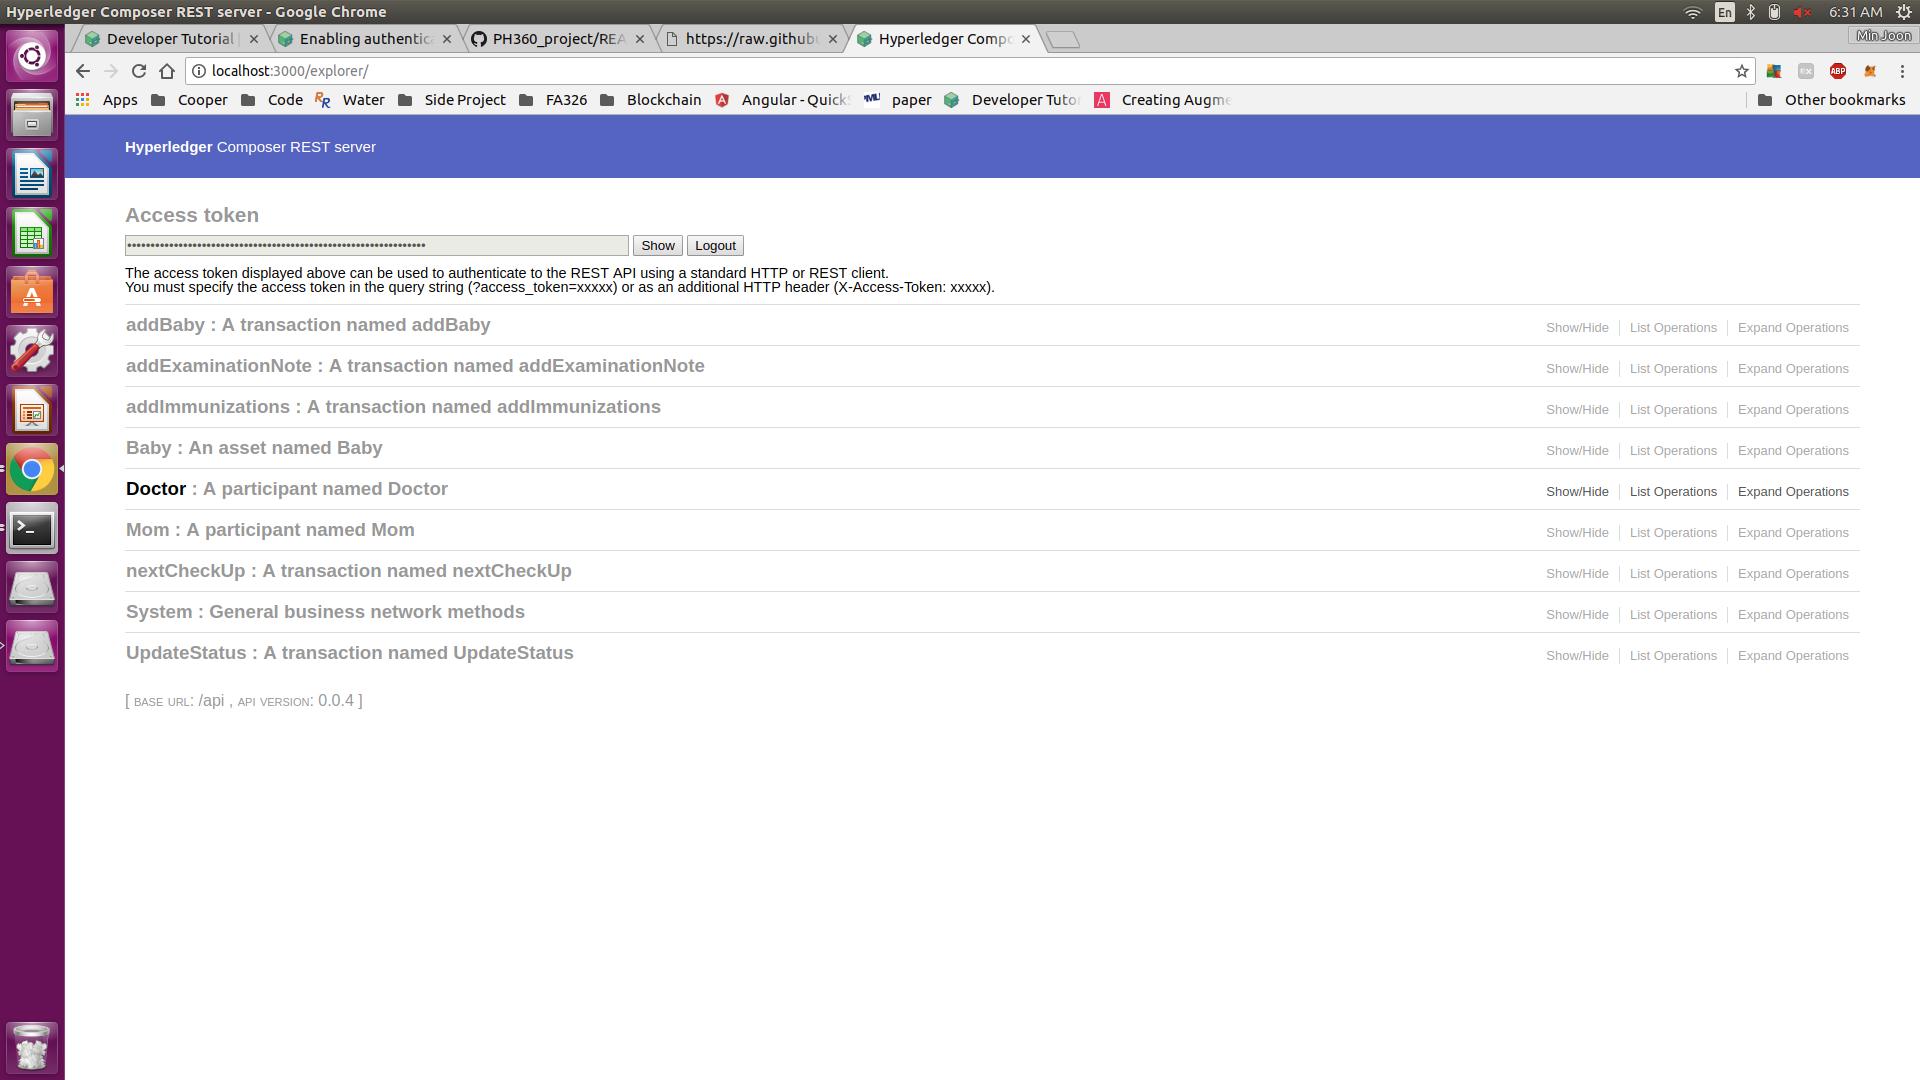 Hyperledger Composer REST server - Google Chrome
En
6:31 AM
Developer Tutorial
Enabling authentic
PH360_project/REA
https://raw.github
Hyperledger Comp
Min Joon
localhost:3000/explorer/
ABP
Apps
Cooper
Code
Water
Side Project
FA326
Blockchain
Angular - Quick
paper
Developer Tuto
Creating Augme
Other bookmarks
Hyperledger Composer REST server
Access token
Show
Logout
The access token displayed above can be used to authenticate to the REST API using a standard HTTP or REST client.
You must specify the access token in the query string (?access_token=xxxxx) or as an additional HTTP header (X-Access-Token: xxxxx).
addBaby : A transaction named addBaby
Show/Hide List Operations Expand Operations
addExaminationNote : A transaction named addExaminationNote
Show/Hide List Operations Expand Operations
addImmunizations : A transaction named addImmunizations
Show/Hide List Operations Expand Operations
Baby : An asset named Baby
Show/Hide List Operations Expand Operations
Doctor : A participant named Doctor
Show/Hide List Operations Expand Operations
Mom : A participant named Mom
Show/Hide List Operations Expand Operations
nextCheckUp : A transaction named nextCheckUp
Show/Hide List Operations Expand Operations
System : General business network methods
Show/Hide List Operations Expand Operations
UpdateStatus : A transaction named UpdateStatus
Show/Hide List Operations Expand Operations
[ BASE URL: /api , API VERSION: 0.0.4 ]